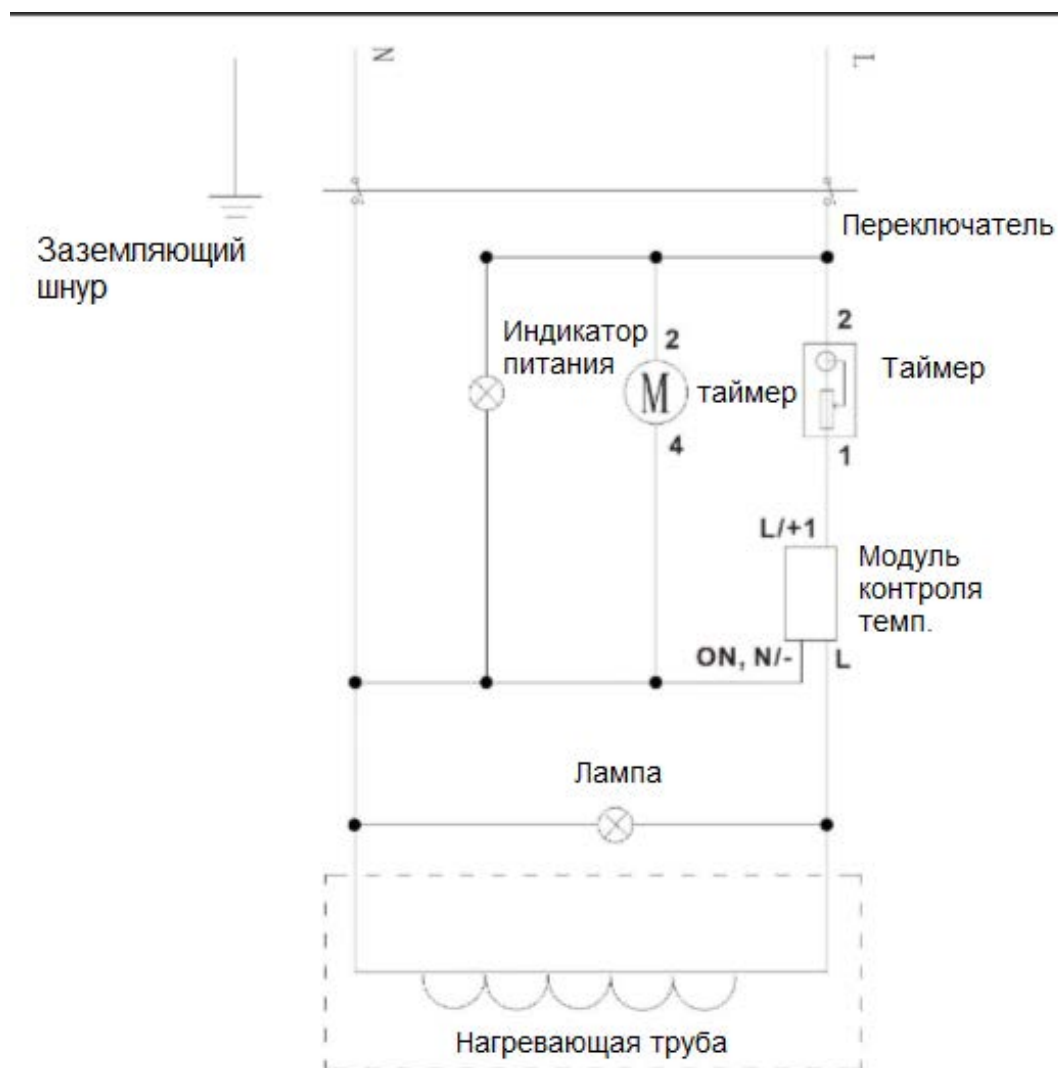 N
L
Переключатель
Заземляющий
шнур
Индикатор
питания
2
M
таймер
4
2
Таймер
1
L/+1
Модуль
контроля
темп.
ON, N/-
L
Лампа
Нагревающая труба